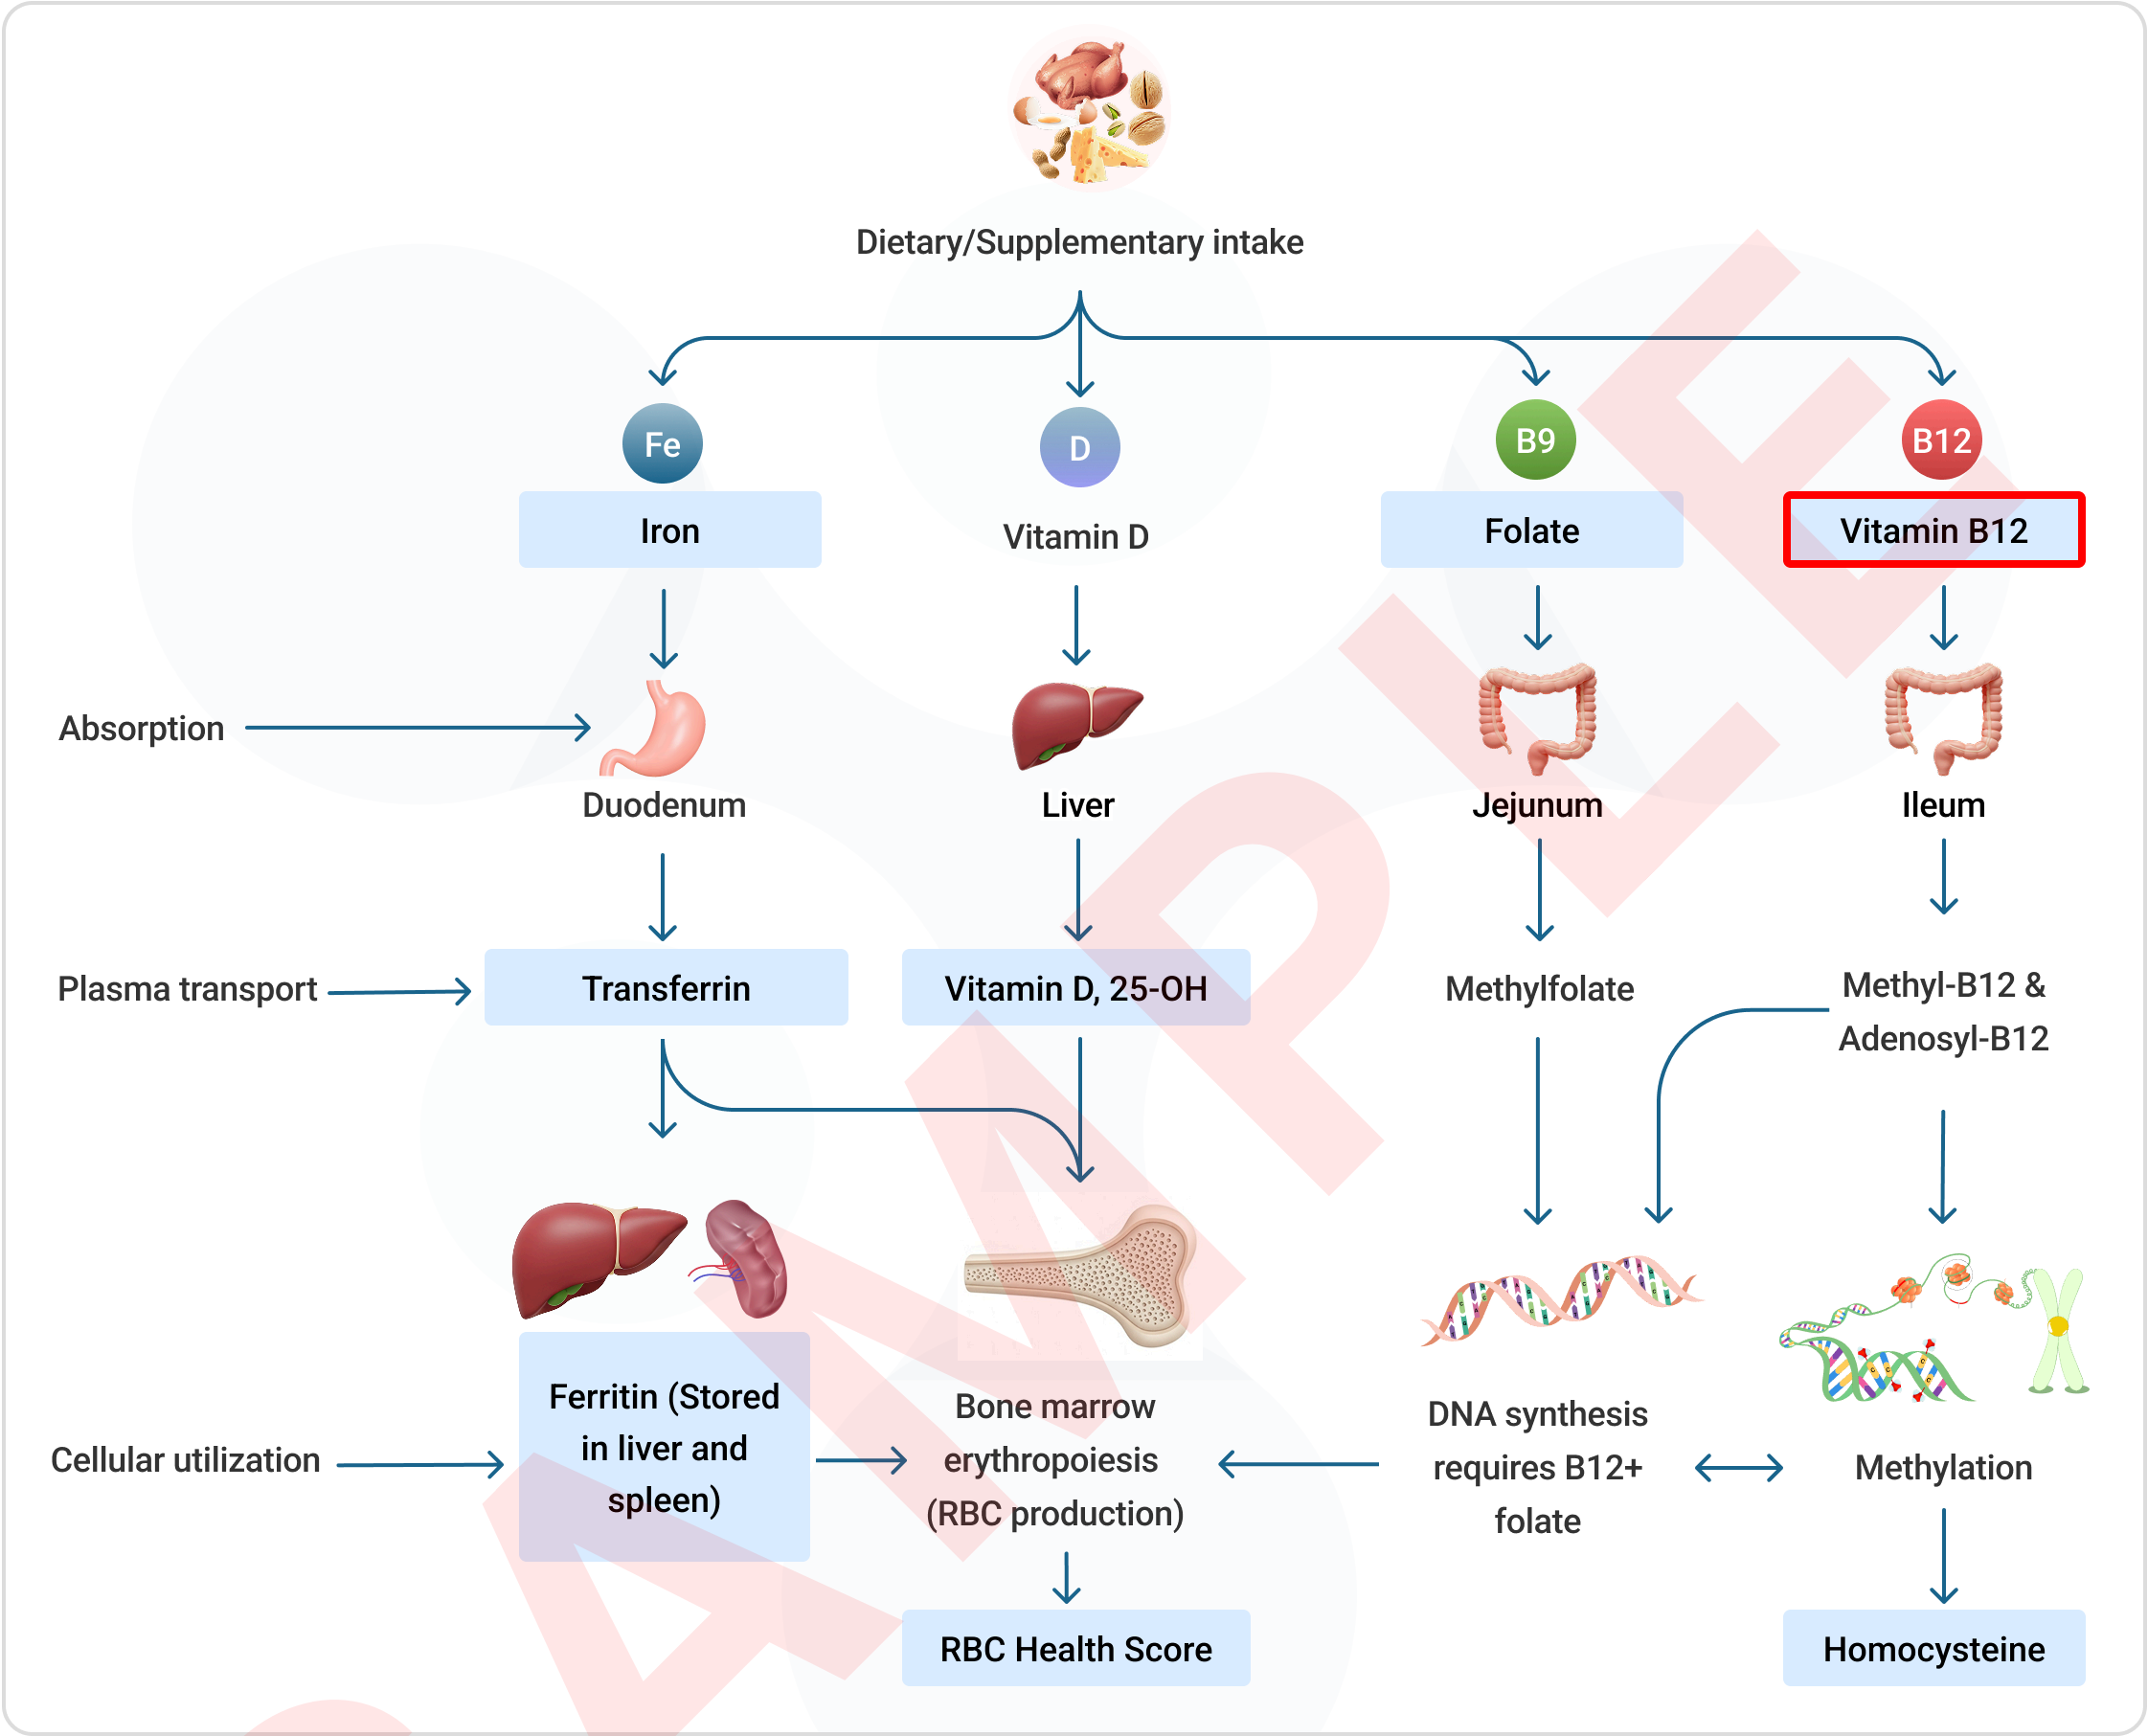 Dietary/Supplementary intake
Fe
D
B9
B12
Iron
Vitamin D
Folate
Vitamin B12
Absorption
Duodenum
Liver
Jejunum
Ileum
Plasma transport
Transferrin
Vitamin D, 25-OH
Methylfolate
Methyl-B12 &
Adenosyl-B12
Cellular utilization
Ferritin (Stored
in liver and
spleen)
Bone marrow
erythropoiesis
(RBC production)
DNA synthesis
requires B12+
folate
Methylation
RBC Health Score
Homocysteine
SAMPLE